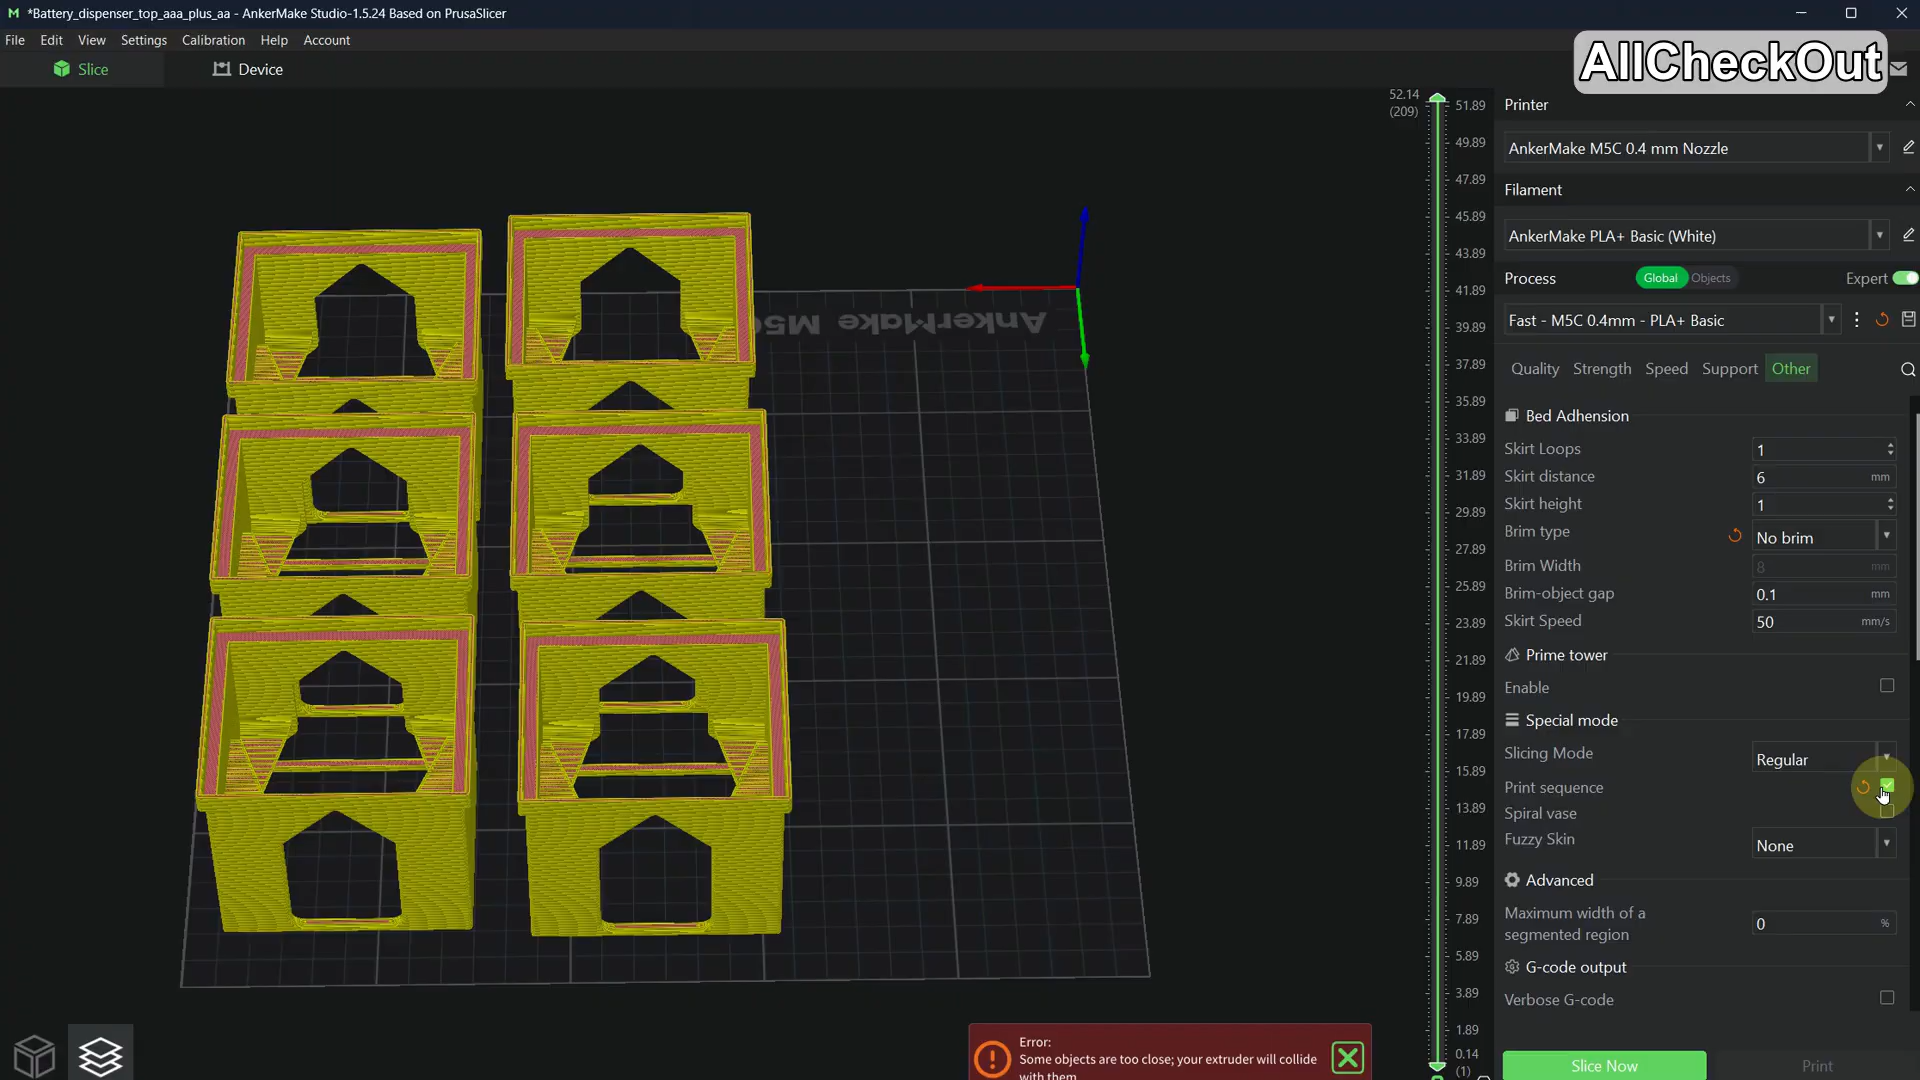 *Battery_dispenser_top_aaa_plus_aa - AnkerMake Studio-1.5.24 Based on PrusaSlicer
File Edit View Settings Calibration Help Account
AllCheckOut
Slice Device
Printer
AnkerMake M5C 0.4 mm Nozzle
Filament
AnkerMake PLA+ Basic (White)
Process Global Objects Expert
Fast - M5C 0.4mm - PLA+ Basic
Quality Strength Speed Support Other
Bed Adhension
Skirt Loops 1
Skirt distance 6 mm
Skirt height 1
Brim type No brim
Brim Width 8 mm
Brim-object gap 0.1 mm
Skirt Speed 50 mm/s
Prime tower
Enable
Special mode
Slicing Mode Regular
Print sequence
Spiral vase
Fuzzy Skin None
Advanced
Maximum width of a
segmented region 0 %
G-code output
Verbose G-code
Slice Now Print
52.14
(209)
51.89
49.89
47.89
45.89
43.89
41.89
39.89
37.89
35.89
33.89
31.89
29.89
27.89
25.89
23.89
21.89
19.89
17.89
15.89
13.89
11.89
9.89
7.89
5.89
3.89
1.89
0.14
(1)
AnkerMake M5C
Error:
Some objects are too close; your extruder will collide
with them.